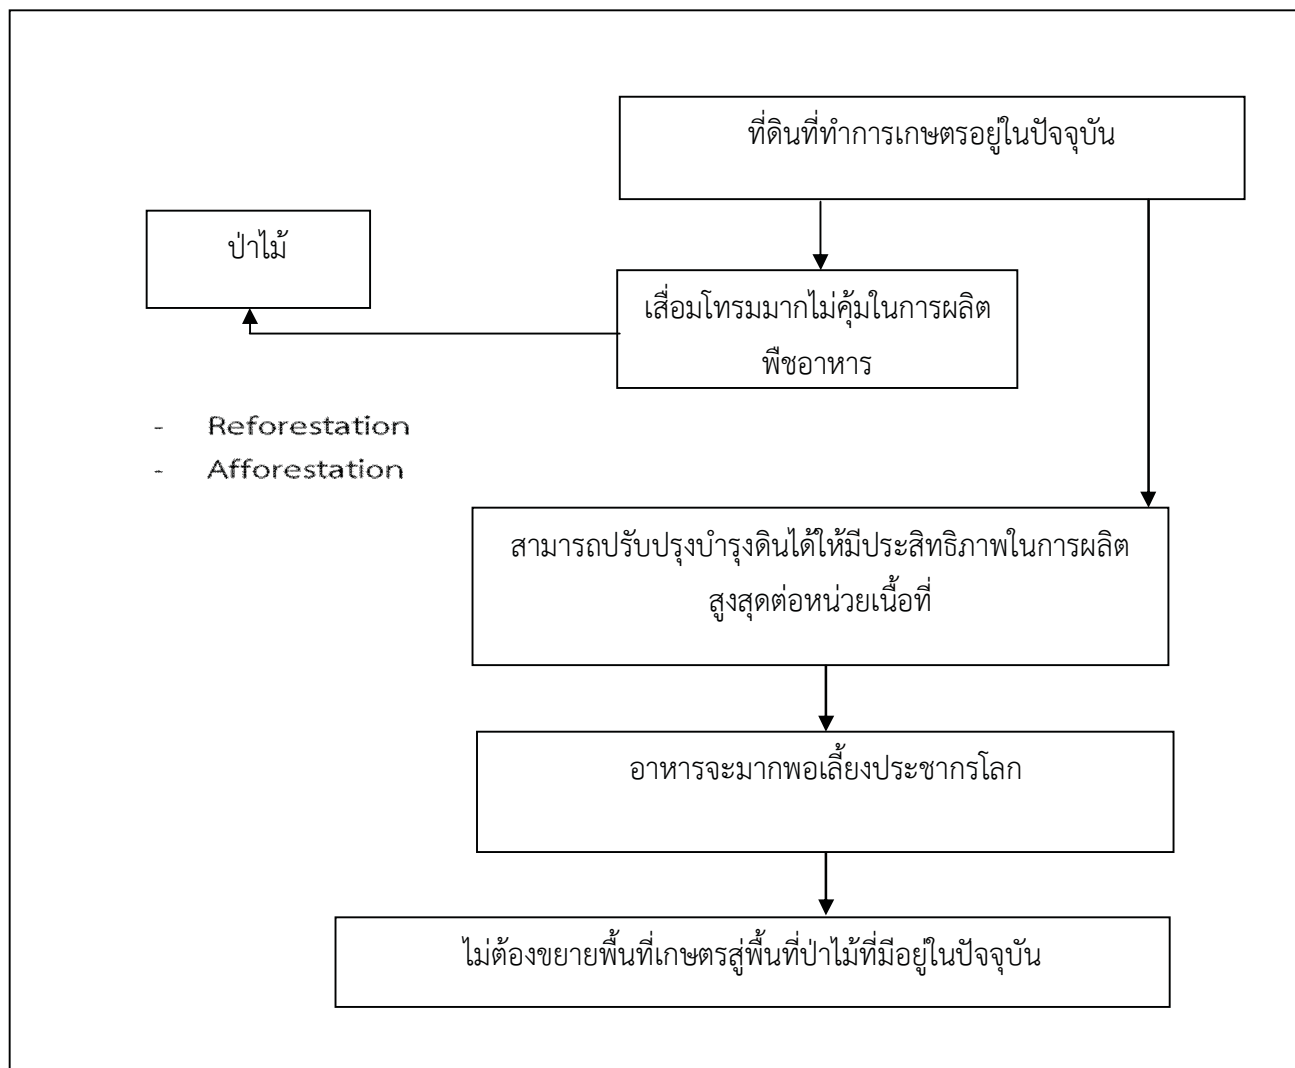 ที่ดินที่ทำการเกษตรอยู่ในปัจจุบัน
ป่าไม้
เสื่อมโทรมมากไม่คุ้มในการผลิต
พืชอาหาร
- Reforestation
- Afforestation
สามารถปรับปรุงบำรุงดินได้ให้มีประสิทธิภาพในการผลิต
สูงสุดต่อหน่วยเนื้อที่
อาหารจะมากพอเลี้ยงประชากรโลก
ไม่ต้องขยายพื้นที่เกษตรสู่พื้นที่ป่าไม้ที่มีอยู่ในปัจจุบัน